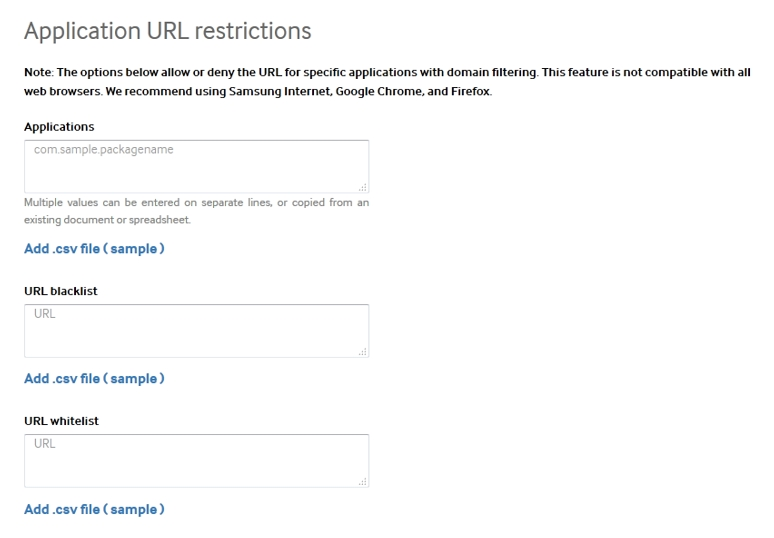 Application URL restrictions
Note: The options below allow or deny the URL for specific applications with domain filtering. This feature is not compatible with all
web browsers. We recommend using Samsung Internet, Google Chrome, and Firefox.
Applications
com.sample.packagename
Multiple values can be entered on separate lines, or copied from an
existing document or spreadsheet.
Add .csv file ( sample )
URL blacklist
URL
Add .csv file ( sample )
URL whitelist
URL
Add .csv file ( sample )